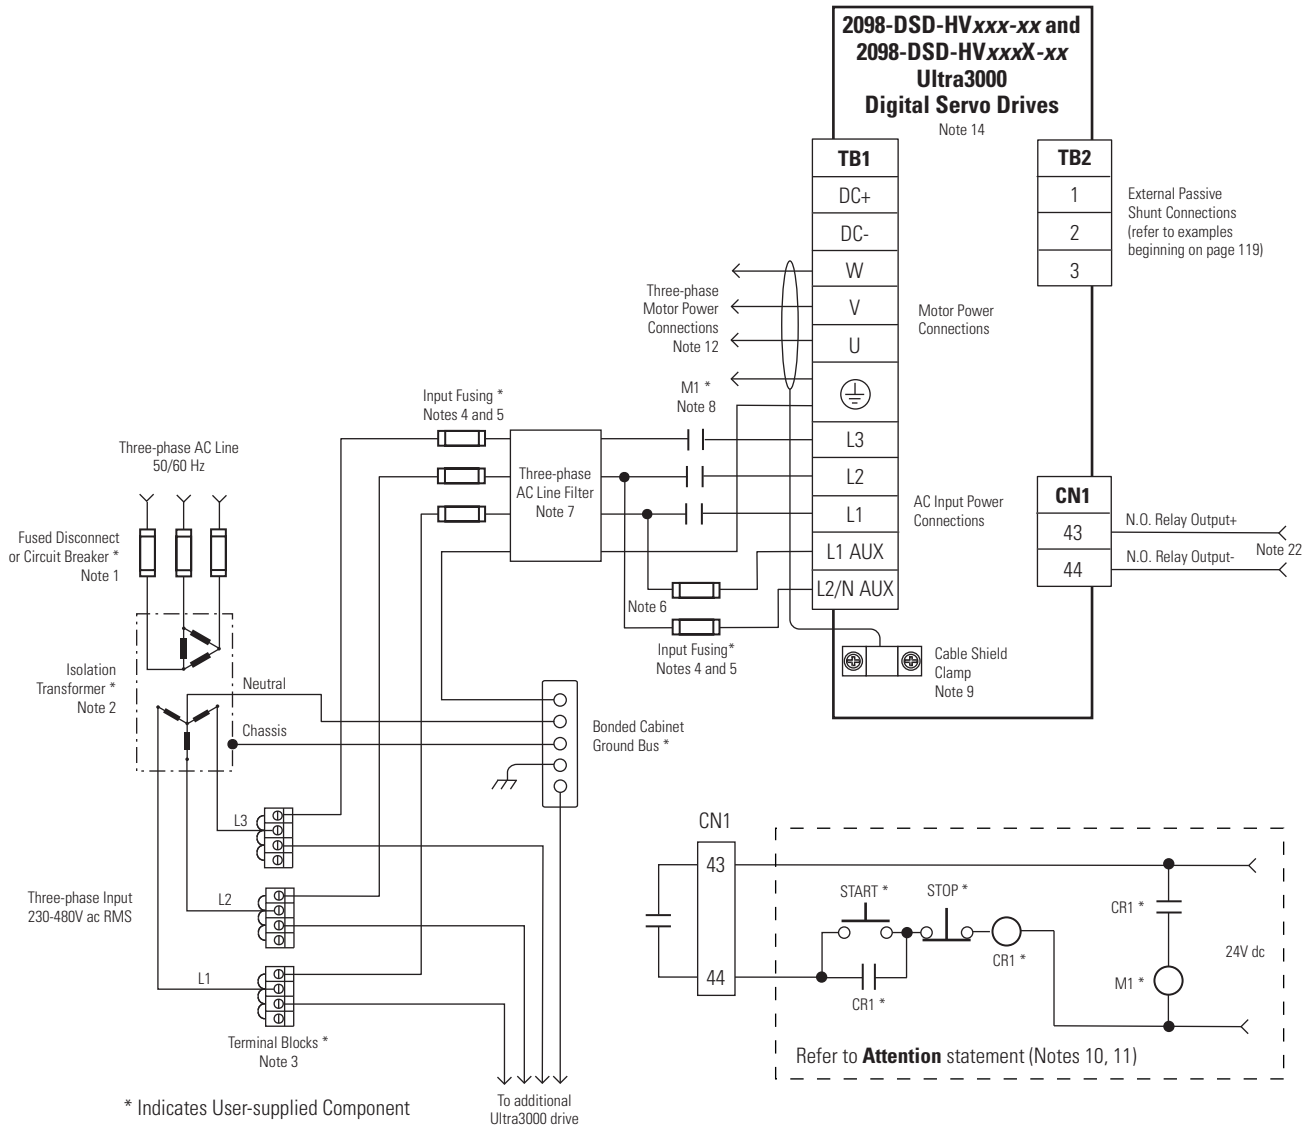 2098-DSD-HVxxx-xx and
2098-DSD-HVxxxX-xx
Ultra3000
Digital Servo Drives
Note 14
TB1
DC+
DC-
W
V
U
L3
L2
L1
L1 AUX
L2/N AUX
TB2
1
2
3
External Passive
Shunt Connections
(refer to examples
beginning on page 119)
Three-phase
Motor Power
Connections
Note 12
Motor Power
Connections
M1 *
Note 8
Input Fusing *
Notes 4 and 5
Three-phase AC Line
50/60 Hz
Three-phase
AC Line Filter
Note 7
AC Input Power
Connections
CN1
43
44
N.O. Relay Output+
N.O. Relay Output-
Note 22
Fused Disconnect
or Circuit Breaker *
Note 1
Note 6
Input Fusing*
Notes 4 and 5
Cable Shield
Clamp
Note 9
Isolation
Transformer *
Note 2
Neutral
Chassis
Bonded Cabinet
Ground Bus *
L3
L2
L1
Three-phase Input
230-480V ac RMS
Terminal Blocks *
Note 3
To additional
Ultra3000 drive
* Indicates User-supplied Component
CN1
43
44
START *
STOP *
CR1 *
CR1 *
CR1 *
M1 *
24V dc
Refer to Attention statement (Notes 10, 11)